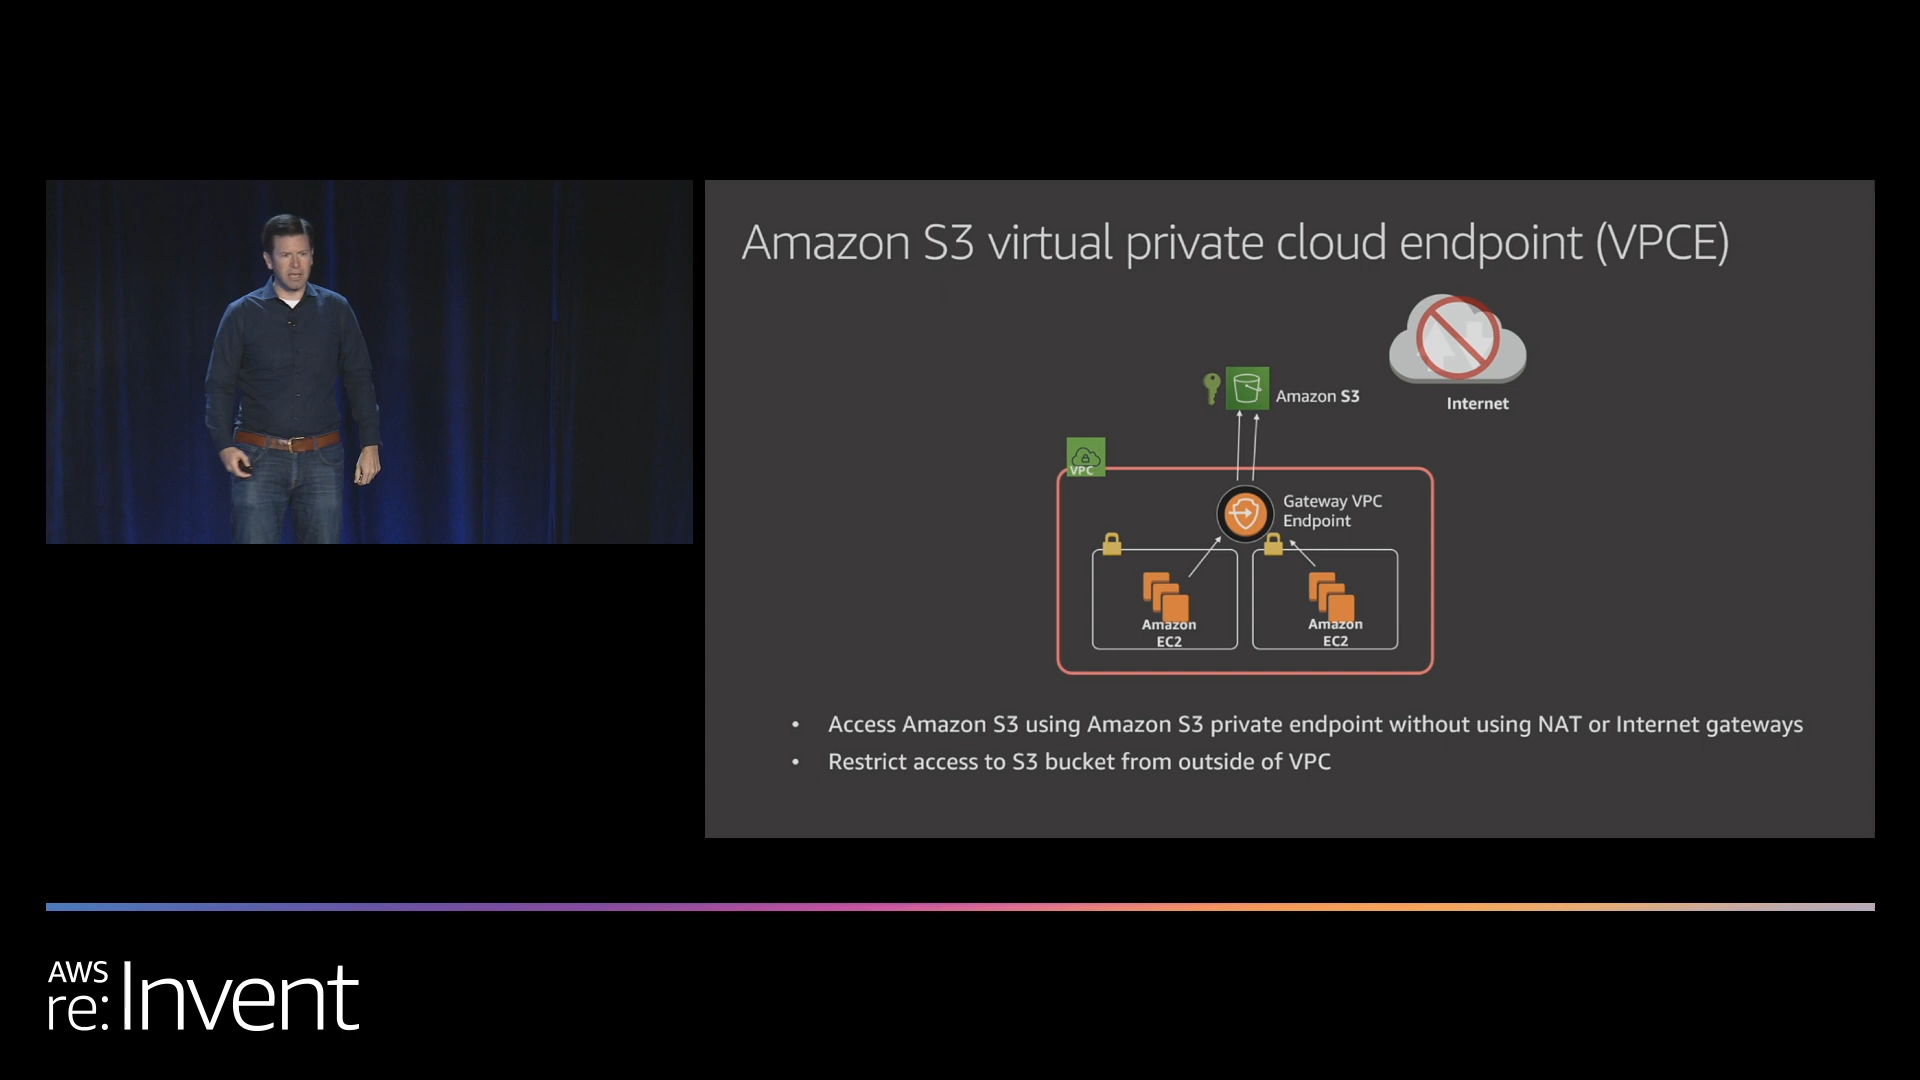 Amazon S3 virtual private cloud endpoint (VPCE)
Amazon S3
Internet
VPC
Gateway VPC
Endpoint
Amazon
EC2
Amazon
EC2
• Access Amazon S3 using Amazon S3 private endpoint without using NAT or Internet gateways
• Restrict access to S3 bucket from outside of VPC
AWS
re:Invent